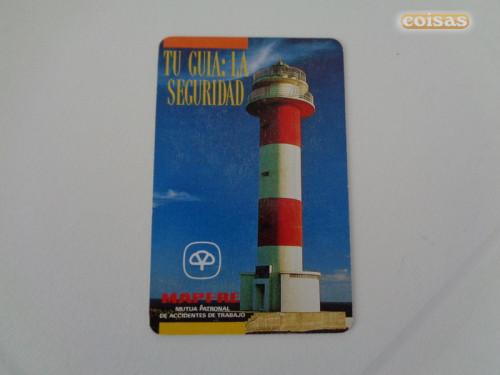 coisas
TU GUIA: LA
SEGURIDAD
MAPFRE
MUTUA PATRONAL
DE ACCIDENTES DE TRABAJO